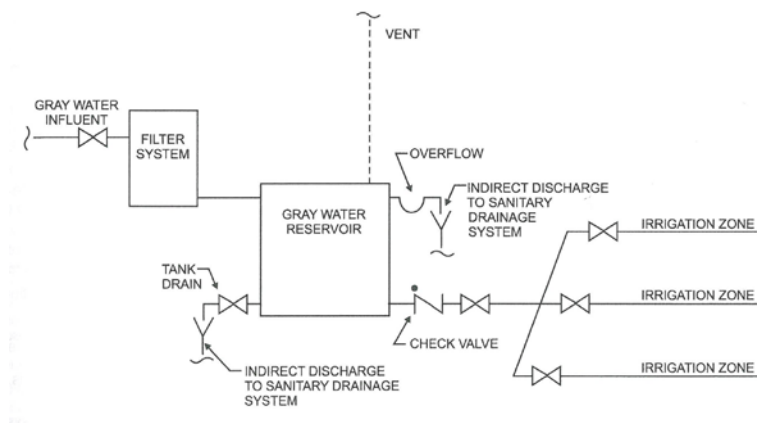 VENT
GRAY WATER
INFLUENT
FILTER
SYSTEM
OVERFLOW
INDIRECT DISCHARGE
TO SANITARY
DRAINAGE
SYSTEM
GRAY WATER
RESERVOIR
IRRIGATION ZONE
TANK
DRAIN
IRRIGATION ZONE
CHECK VALVE
INDIRECT DISCHARGE
TO SANITARY DRAINAGE
SYSTEM
IRRIGATION ZONE